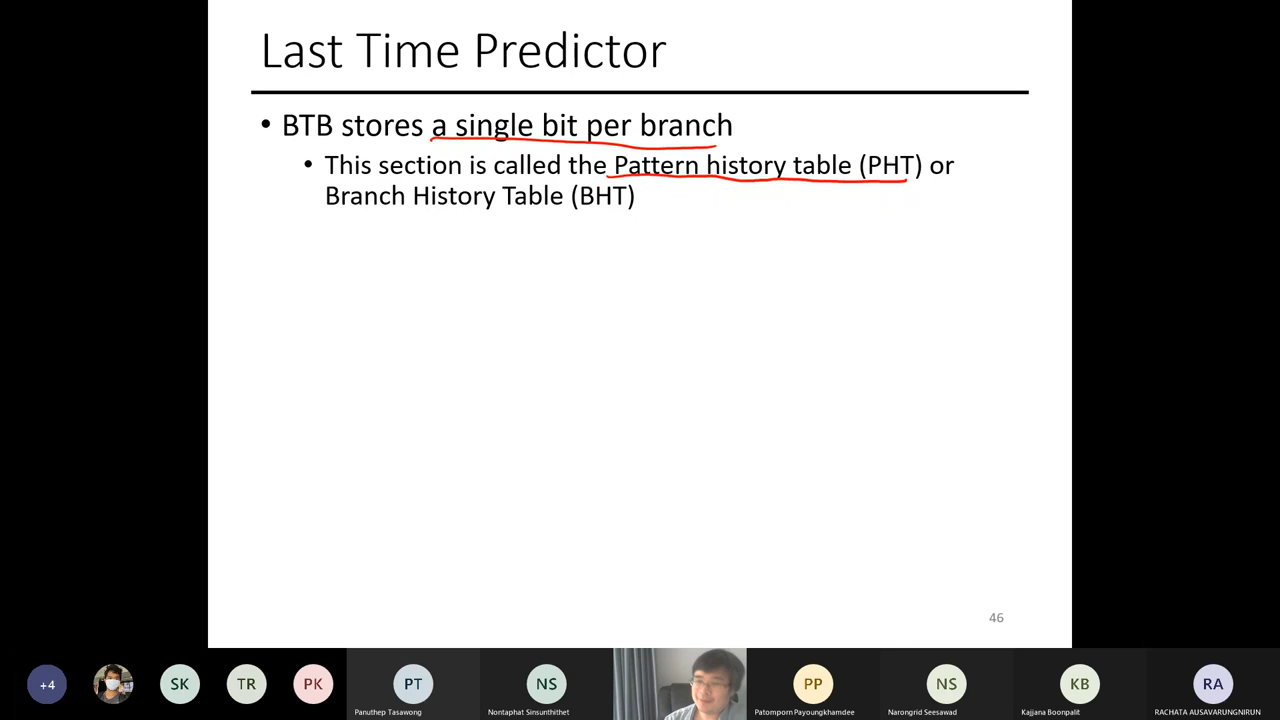 Last Time Predictor
• BTB stores a single bit per branch
• This section is called the Pattern history table (PHT) or
Branch History Table (BHT)
46
+4
SK
TR
PK
PT
NS
PP
NS
KB
RA
Panuthep Tasawong
Nontaphat Sinsunthithet
Patomporn Payoungkhamdee
Narongrid Seesawad
Kajjana Boonpalit
RACHATA AUSAVARUNGNIRUN